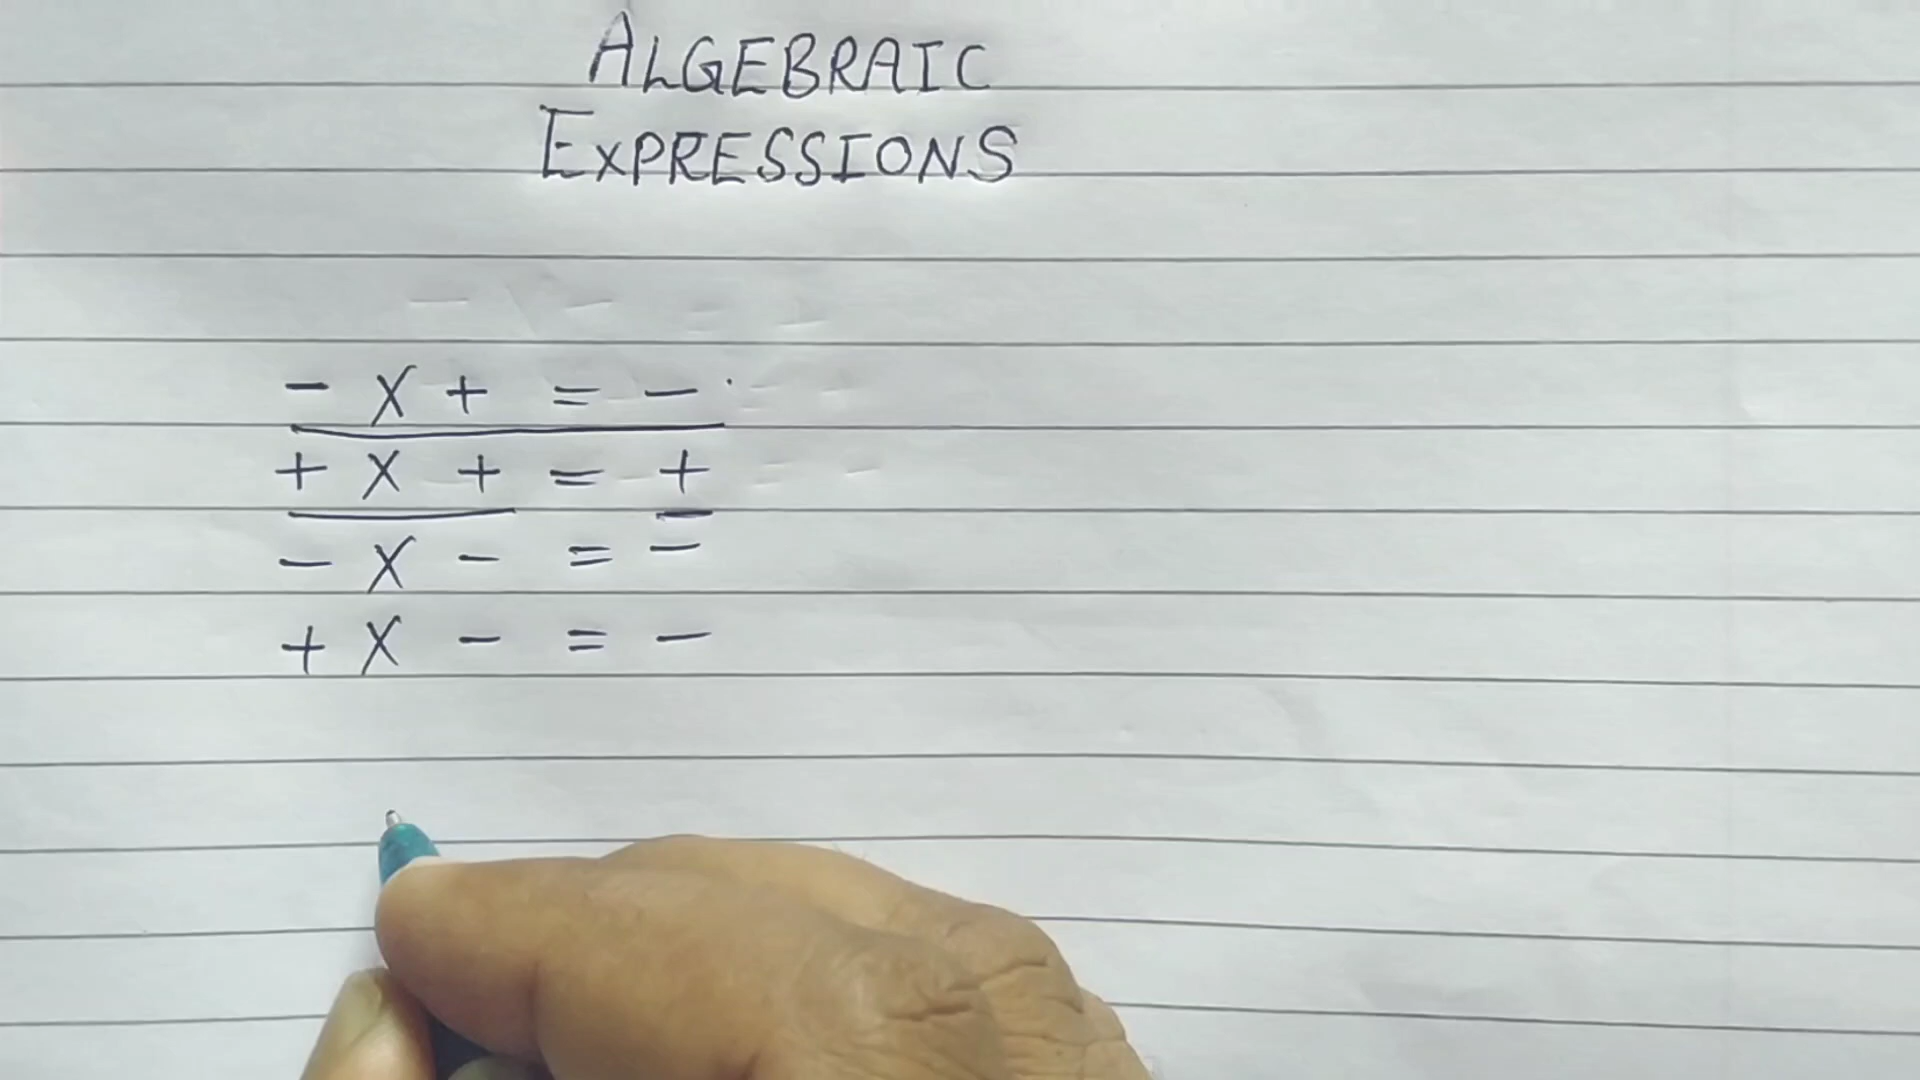 ALGEBRAIC
EXPRESSIONS
- X + = -
+ X + = +
- X - = -
+ X - = -